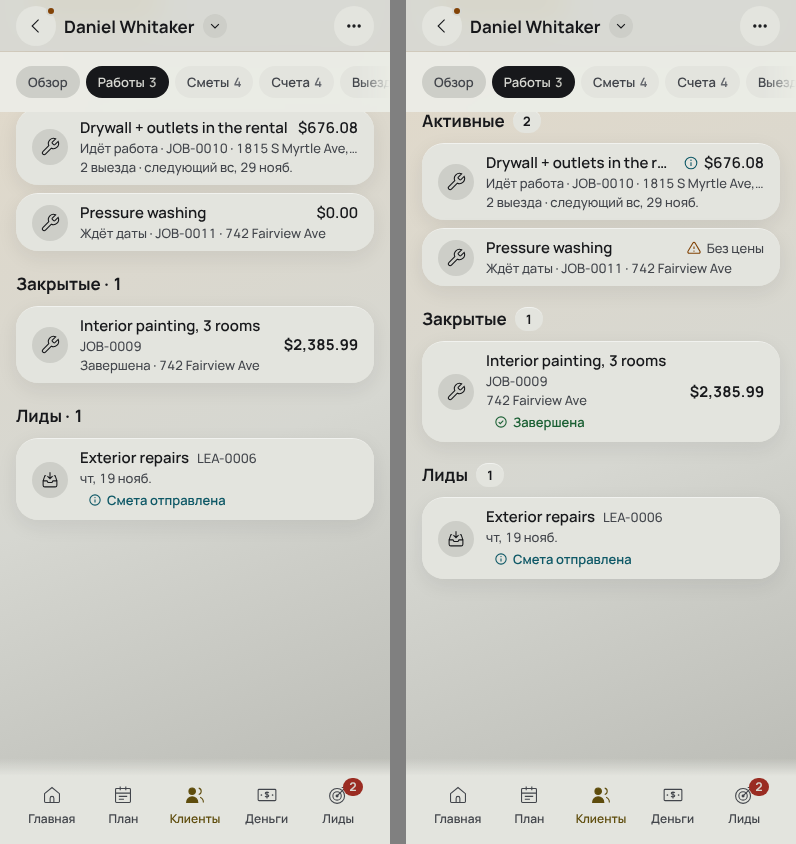 Daniel Whitaker
Обзор Работы 3 Сметы 4 Счета 4 Выезд
Drywall + outlets in the rental $676.08
Идёт работа · JOB-0010 · 1815 S Myrtle Ave,...
2 выезда · следующий вс, 29 нояб.
Pressure washing $0.00
Ждёт даты · JOB-0011 · 742 Fairview Ave
Закрытые · 1
Interior painting, 3 rooms
JOB-0009 $2,385.99
Завершена · 742 Fairview Ave
Лиды · 1
Exterior repairs LEA-0006
чт, 19 нояб.
Смета отправлена
Главная План Клиенты Деньги Лиды 2
Daniel Whitaker
Обзор Работы 3 Сметы 4 Счета 4 Выезд
Активные 2
Drywall + outlets in the r... $676.08
Идёт работа · JOB-0010 · 1815 S Myrtle Ave,...
2 выезда · следующий вс, 29 нояб.
Pressure washing Без цены
Ждёт даты · JOB-0011 · 742 Fairview Ave
Закрытые 1
Interior painting, 3 rooms
JOB-0009
742 Fairview Ave $2,385.99
Завершена
Лиды 1
Exterior repairs LEA-0006
чт, 19 нояб.
Смета отправлена
Главная План Клиенты Деньги Лиды 2